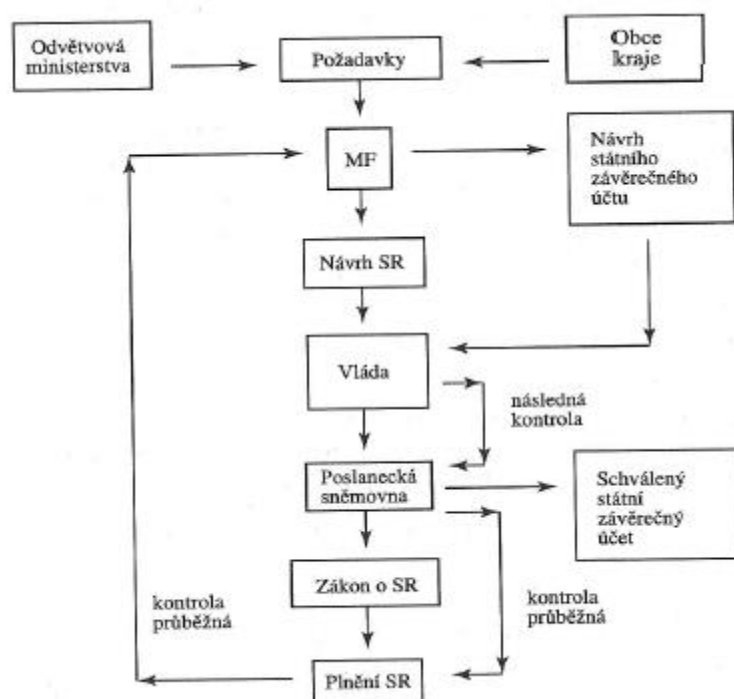 Odvětvová
ministerstva
Požadavky
Obce
kraje
MF
Návrh
státního
závěrečného
účtu
Návrh SR
Vláda
následná
kontrola
Poslanecká
sněmovna
Schválený
státní
závěrečný
účet
Zákon o SR
kontrola
průběžná
kontrola
průběžná
Plnění SR